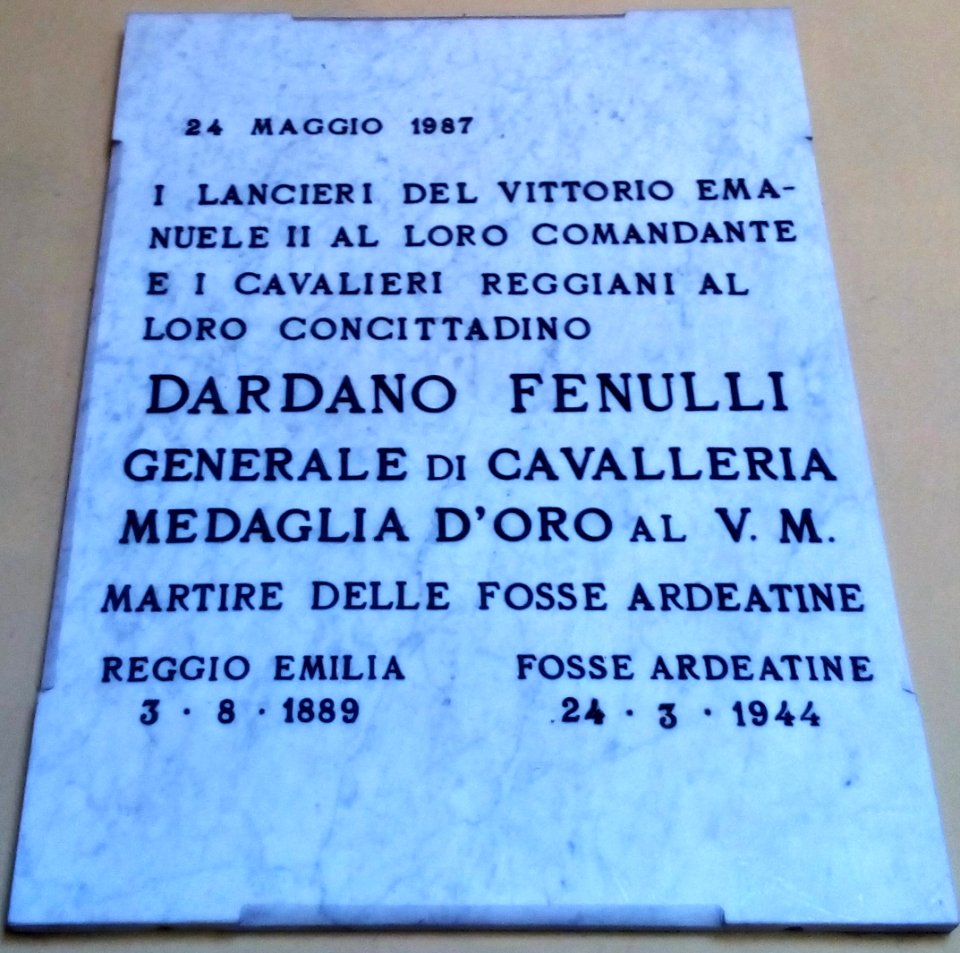 24 MAGGIO 1987
I LANCIERI DEL VITTORIO EMA-
NUELE II AL LORO COMANDANTE
E I CAVALIERI REGGIANI AL
LORO CONCITTADINO
DARDANO FENULLI
GENERALE DI CAVALLERIA
MEDAGLIA D'ORO AL V. M.
MARTIRE DELLE FOSSE ARDEATINE
REGGIO EMILIA FOSSE ARDEATINE
3 · 8 · 1889 24 · 3 · 1944